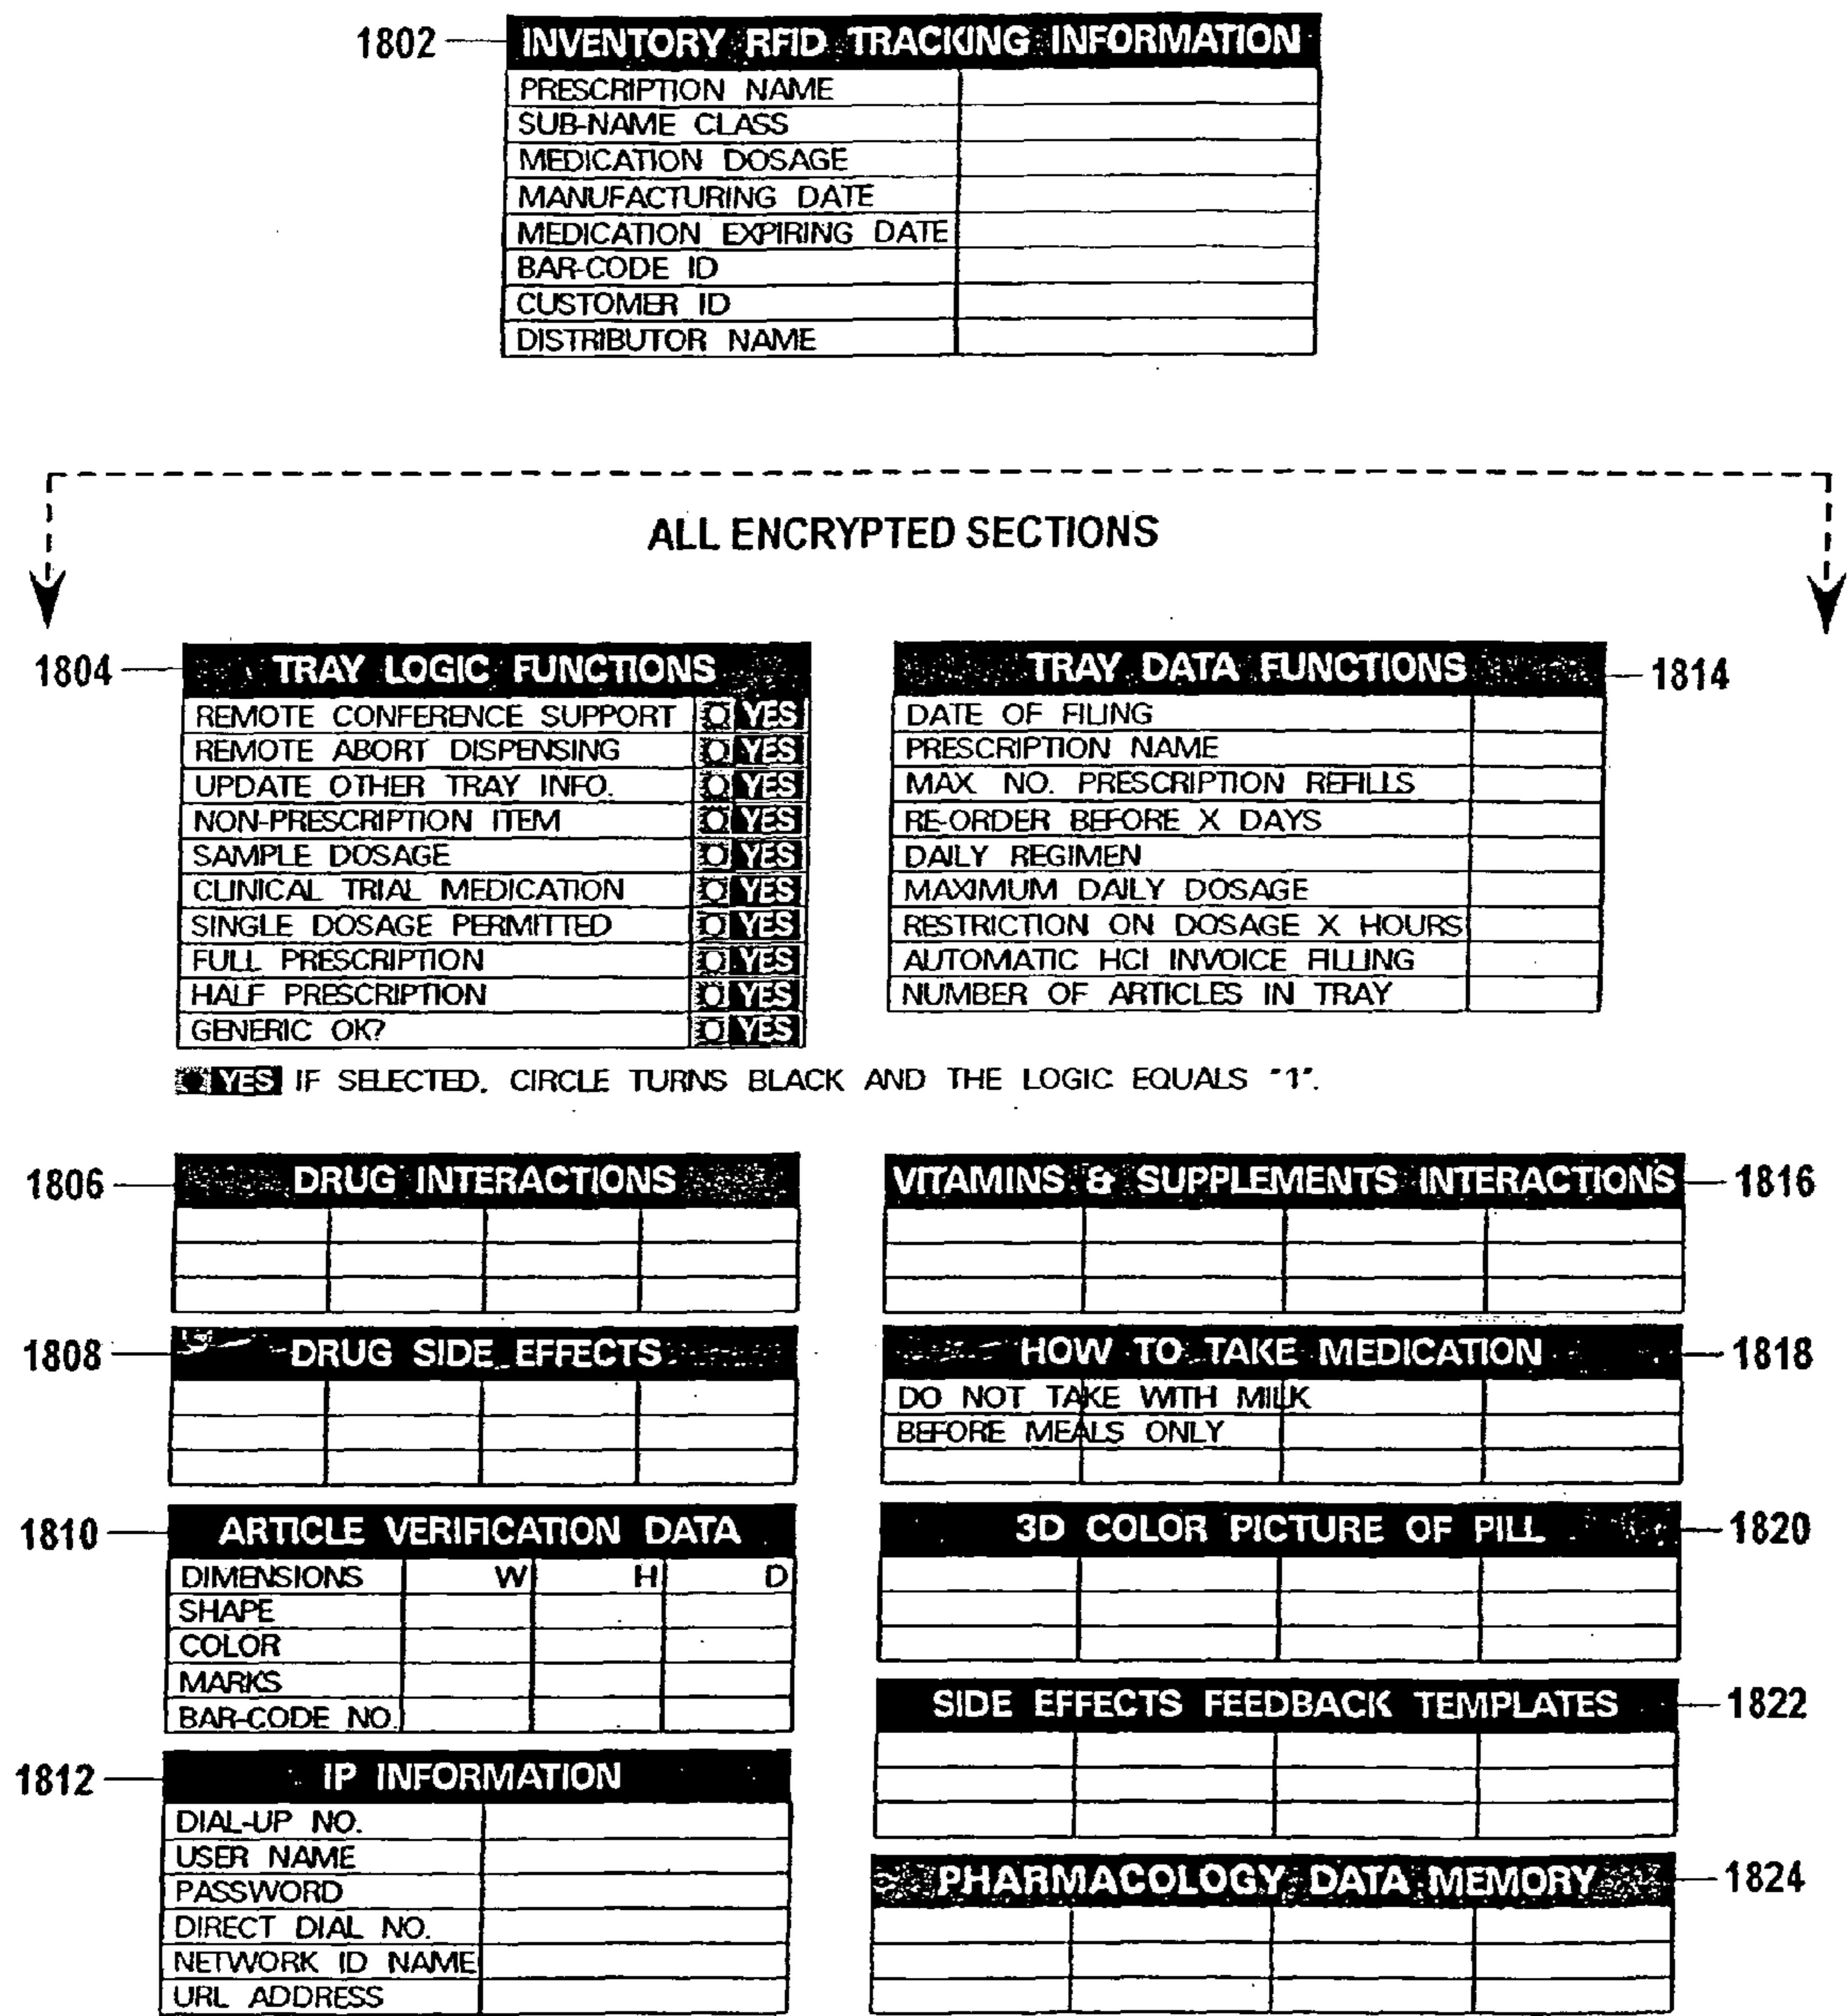 1802 INVENTORY RFID TRACKING INFORMATION
PRESCRIPTION NAME
SUB-NAME CLASS
MEDICATION DOSAGE
MANUFACTURING DATE
MEDICATION EXPIRING DATE
BAR-CODE ID
CUSTOMER ID
DISTRIBUTOR NAME
ALL ENCRYPTED SECTIONS
1804 TRAY LOGIC FUNCTIONS
REMOTE CONFERENCE SUPPORT YES
REMOTE ABORT DISPENSING YES
UPDATE OTHER TRAY INFO. YES
NON-PRESCRIPTION ITEM YES
SAMPLE DOSAGE YES
CLINICAL TRIAL MEDICATION YES
SINGLE DOSAGE PERMITTED YES
FULL PRESCRIPTION YES
HALF PRESCRIPTION YES
GENERIC OK? YES
TRAY DATA FUNCTIONS 1814
DATE OF FILING
PRESCRIPTION NAME
MAX. NO. PRESCRIPTION REFILLS
RE-ORDER BEFORE X DAYS
DAILY REGIMEN
MAXIMUM DAILY DOSAGE
RESTRICTION ON DOSAGE X HOURS
AUTOMATIC HCI INVOICE FILLING
NUMBER OF ARTICLES IN TRAY
YES IF SELECTED, CIRCLE TURNS BLACK AND THE LOGIC EQUALS "1".
1806 DRUG INTERACTIONS
VITAMINS & SUPPLEMENTS INTERACTIONS 1816
1808 DRUG SIDE EFFECTS
HOW TO TAKE MEDICATION 1818
DO NOT TAKE WITH MILK
BEFORE MEALS ONLY
1810 ARTICLE VERIFICATION DATA
DIMENSIONS W H D
SHAPE
COLOR
MARKS
BAR-CODE NO.
3D COLOR PICTURE OF PILL 1820
SIDE EFFECTS FEEDBACK TEMPLATES 1822
1812 IP INFORMATION
DIAL-UP NO.
USER NAME
PASSWORD
DIRECT DIAL NO.
NETWORK ID NAME
URL ADDRESS
PHARMACOLOGY DATA MEMORY 1824